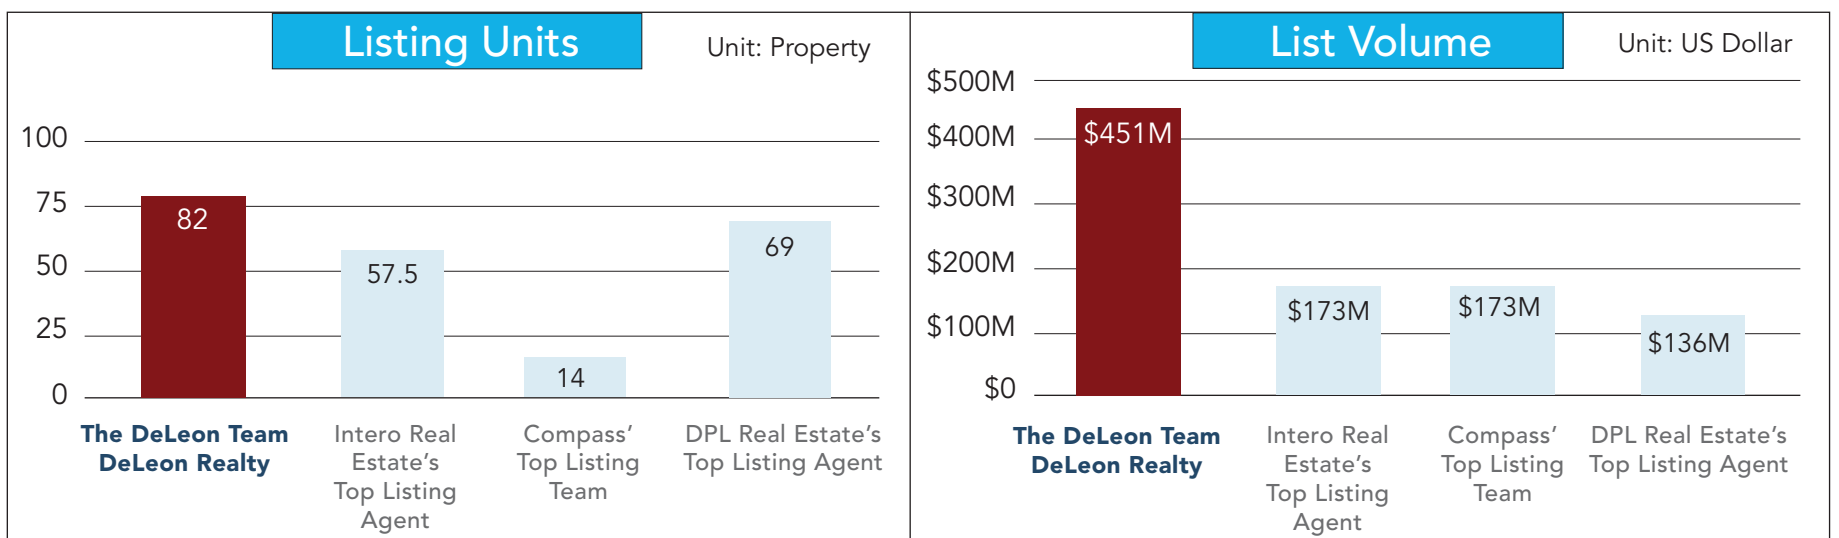 Listing Units
Unit: Property
100
75
50
25
0
82
57.5
14
69
The DeLeon Team
DeLeon Realty
Intero Real
Estate's
Top Listing
Agent
Compass'
Top Listing
Team
DPL Real Estate's
Top Listing Agent
List Volume
Unit: US Dollar
$500M
$400M
$300M
$200M
$100M
$0
$451M
$173M
$173M
$136M
The DeLeon Team
DeLeon Realty
Intero Real
Estate's
Top Listing
Agent
Compass'
Top Listing
Team
DPL Real Estate's
Top Listing Agent